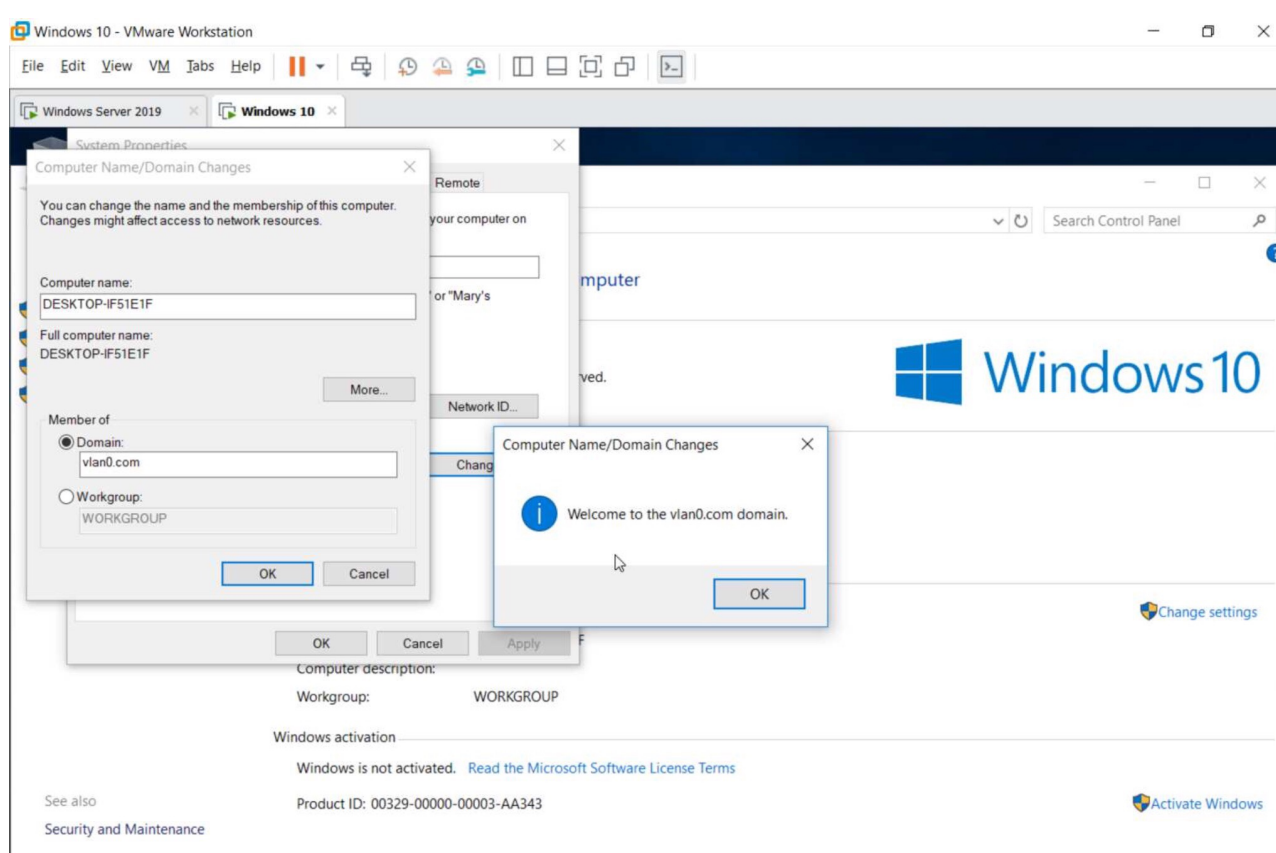 Windows 10 - VMware Workstation
File Edit View VM Tabs Help
Windows Server 2019
Windows 10
System Properties
Computer Name/Domain Changes
You can change the name and the membership of this computer.
Changes might affect access to network resources.
Computer name:
DESKTOP-IF51E1F
Full computer name:
DESKTOP-IF51E1F
More...
Member of
Domain:
vlan0.com
Workgroup:
WORKGROUP
OK Cancel
Remote
your computer on
or "Mary's
Network ID...
Chang
OK Cancel Apply
Computer Name/Domain Changes
Welcome to the vlan0.com domain.
OK
Search Control Panel
mputer
Windows 10
Change settings
Computer description:
Workgroup: WORKGROUP
Windows activation
Windows is not activated. Read the Microsoft Software License Terms
Product ID: 00329-00000-00003-AA343
Activate Windows
See also
Security and Maintenance